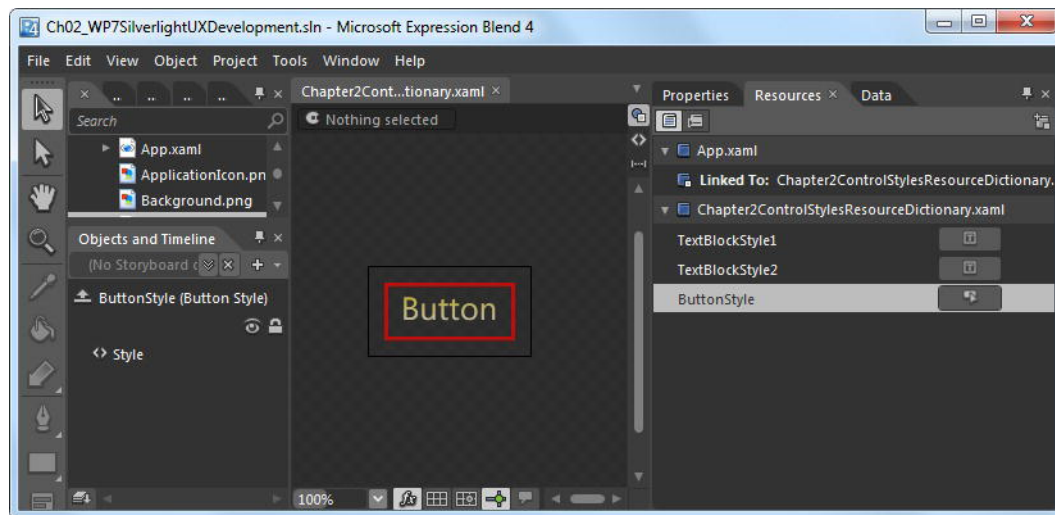 Ch02_WP7SilverlightUXDevelopment.sln - Microsoft Expression Blend 4
File Edit View Object Project Tools Window Help
Chapter2Cont...tionary.xaml
Properties Resources Data
Search
Nothing selected
App.xaml
ApplicationIcon.pn
Background.png
App.xaml
Linked To: Chapter2ControlStylesResourceDictionary.
Chapter2ControlStylesResourceDictionary.xaml
TextBlockStyle1
TextBlockStyle2
ButtonStyle
Objects and Timeline
(No Storyboard
ButtonStyle (Button Style)
Style
Button
100%